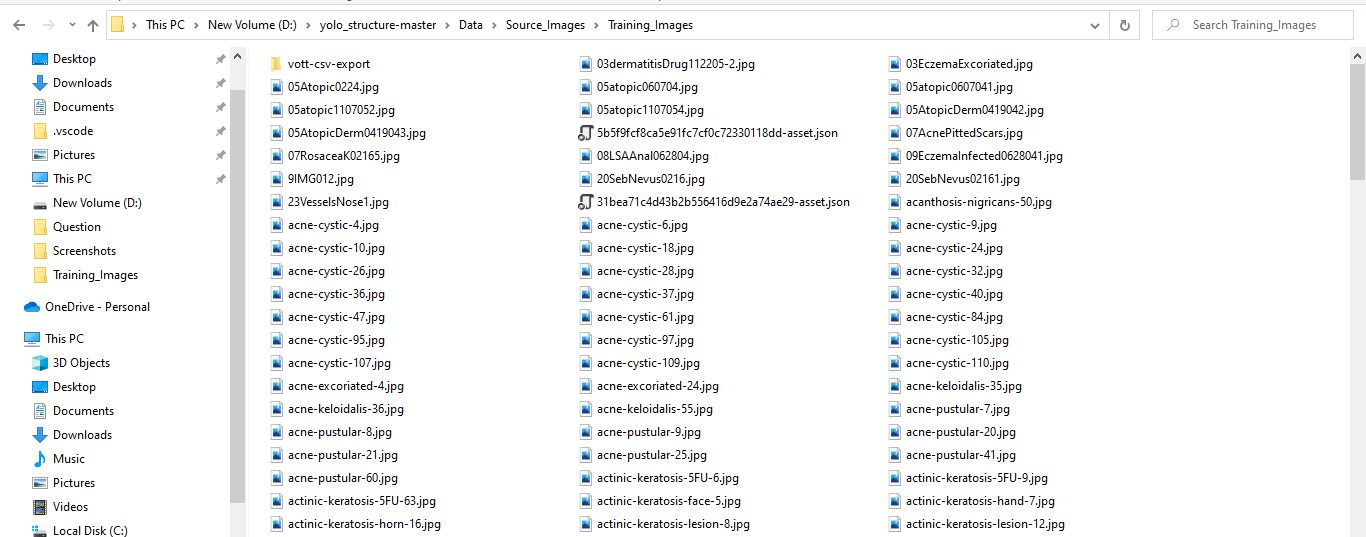 This PC > New Volume (D:) > yolo_structure-master > Data > Source_Images > Training_Images
Search Training_Images
Desktop
Downloads
Documents
.vscode
Pictures
This PC
New Volume (D:)
Question
Screenshots
Training_Images
OneDrive - Personal
This PC
3D Objects
Desktop
Documents
Downloads
Music
Pictures
Videos
Local Disk (C:)
vott-csv-export 03dermatitisDrug112205-2.jpg 03EczemaExcoriated.jpg
05Atopic0224.jpg 05atopic060704.jpg 05atopic0607041.jpg
05atopic1107052.jpg 05atopic1107054.jpg 05AtopicDerm0419042.jpg
05AtopicDerm0419043.jpg 5b5f9fcf8ca5e91fc7cf0c72330118dd-asset.json 07AcnePittedScars.jpg
07RosaceaK02165.jpg 08LSAAnal062804.jpg 09EczemaInfected0628041.jpg
9IMG012.jpg 20SebNevus0216.jpg 20SebNevus02161.jpg
23VesselsNose1.jpg 31bea71c4d43b2b556416d9e2a74ae29-asset.json acanthosis-nigricans-50.jpg
acne-cystic-4.jpg acne-cystic-6.jpg acne-cystic-9.jpg
acne-cystic-10.jpg acne-cystic-18.jpg acne-cystic-24.jpg
acne-cystic-26.jpg acne-cystic-28.jpg acne-cystic-32.jpg
acne-cystic-36.jpg acne-cystic-37.jpg acne-cystic-40.jpg
acne-cystic-47.jpg acne-cystic-61.jpg acne-cystic-84.jpg
acne-cystic-95.jpg acne-cystic-97.jpg acne-cystic-105.jpg
acne-cystic-107.jpg acne-cystic-109.jpg acne-cystic-110.jpg
acne-excoriated-4.jpg acne-excoriated-24.jpg acne-keloidalis-35.jpg
acne-keloidalis-36.jpg acne-keloidalis-55.jpg acne-pustular-7.jpg
acne-pustular-8.jpg acne-pustular-9.jpg acne-pustular-20.jpg
acne-pustular-21.jpg acne-pustular-25.jpg acne-pustular-41.jpg
acne-pustular-60.jpg actinic-keratosis-5FU-6.jpg actinic-keratosis-5FU-9.jpg
actinic-keratosis-5FU-63.jpg actinic-keratosis-face-5.jpg actinic-keratosis-hand-7.jpg
actinic-keratosis-horn-16.jpg actinic-keratosis-lesion-8.jpg actinic-keratosis-lesion-12.jpg